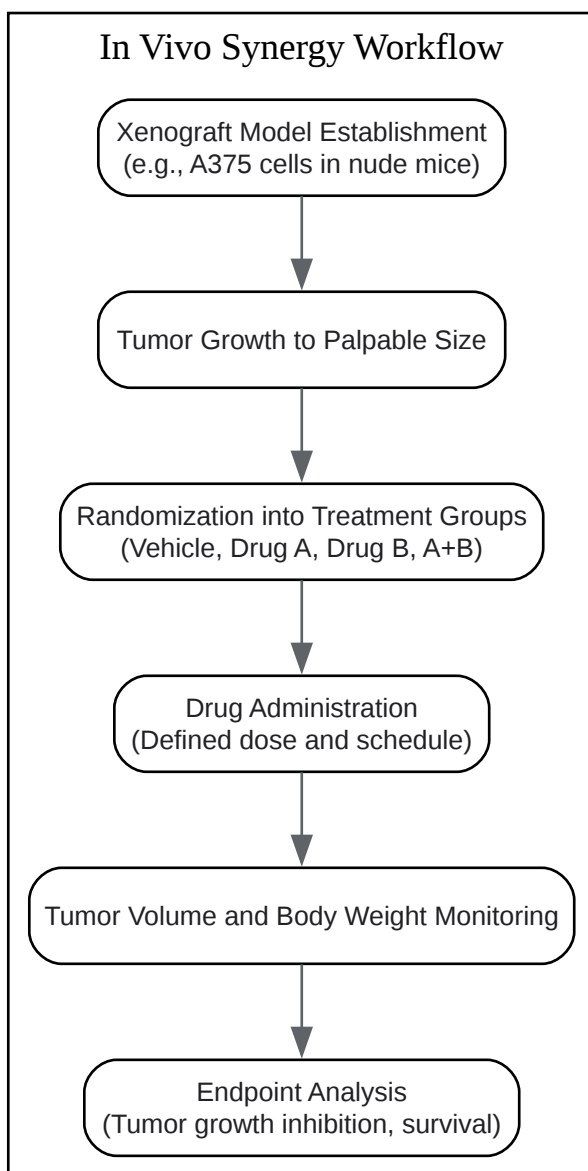 In Vivo Synergy Workflow
Xenograft Model Establishment
(e.g., A375 cells in nude mice)
Tumor Growth to Palpable Size
Randomization into Treatment Groups
(Vehicle, Drug A, Drug B, A+B)
Drug Administration
(Defined dose and schedule)
Tumor Volume and Body Weight Monitoring
Endpoint Analysis
(Tumor growth inhibition, survival)